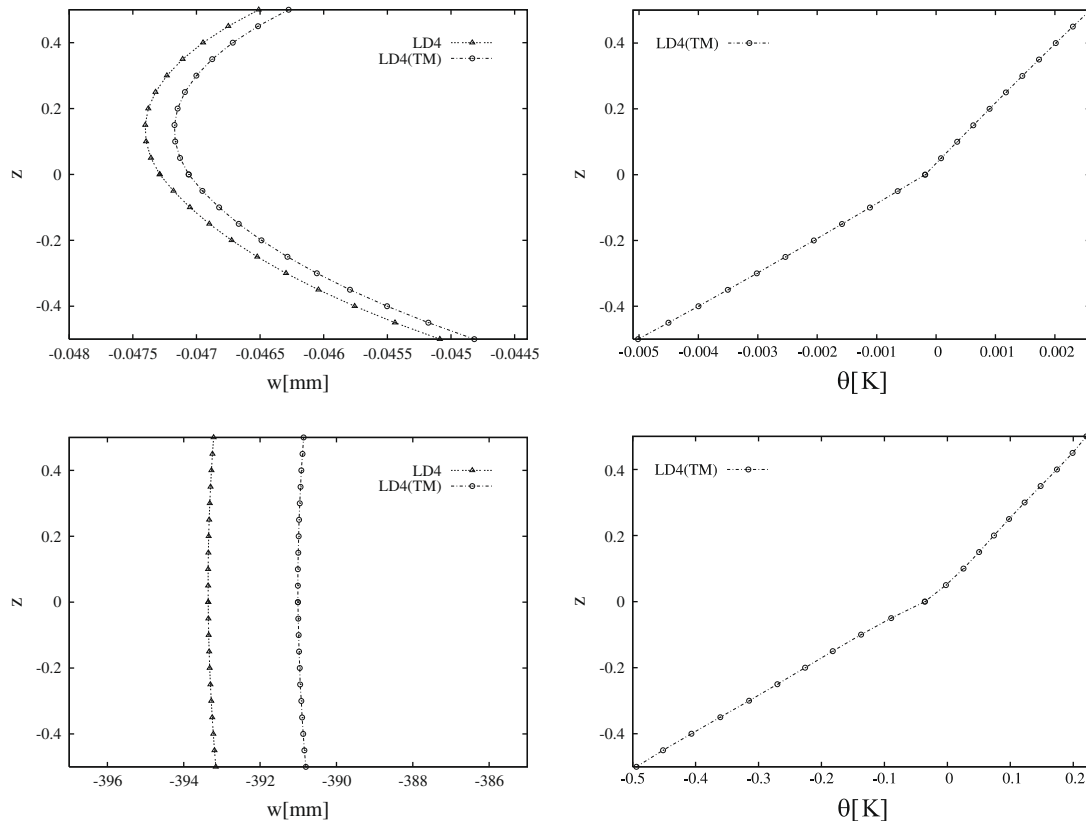 0.4
0.2
0
-0.2
-0.4
z
LD4
LD4(TM)
-0.048 -0.0475 -0.047 -0.0465 -0.046 -0.0455 -0.045 -0.0445
w[mm]
0.4
0.2
0
-0.2
-0.4
z
LD4(TM)
-0.005 -0.004 -0.003 -0.002 -0.001 0 0.001 0.002
θ[K]
0.4
0.2
0
-0.2
-0.4
z
LD4
LD4(TM)
-396 -394 -392 -390 -388 -386
w[mm]
0.4
0.2
0
-0.2
-0.4
z
LD4(TM)
-0.5 -0.4 -0.3 -0.2 -0.1 0 0.1 0.2
θ[K]